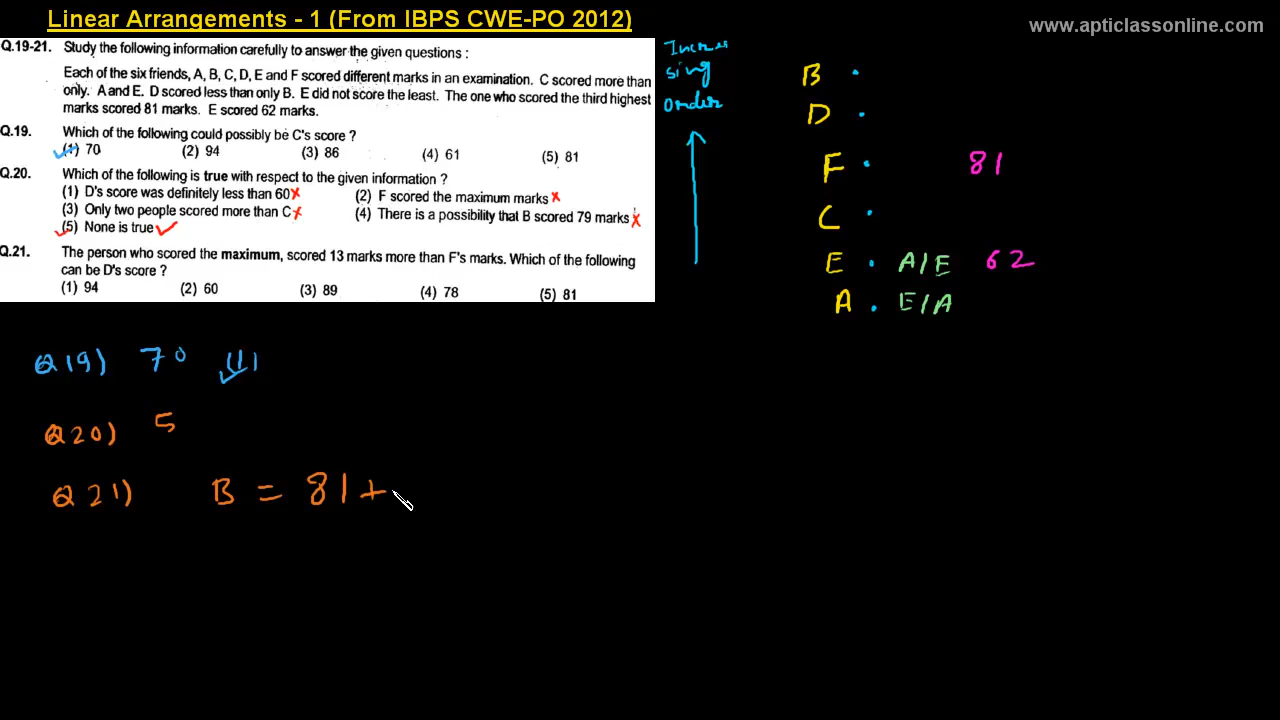 Linear Arrangements - 1 (From IBPS CWE-PO 2012)
www.apticlassonline.com
Q.19-21. Study the following information carefully to answer the given questions :
Each of the six friends, A, B, C, D, E and F scored different marks in an examination. C scored more than
only. A and E. D scored less than only B. E did not score the least. The one who scored the third highest
marks scored 81 marks. E scored 62 marks.
Q.19. Which of the following could possibly be C's score ?
(1) 70 (2) 94 (3) 86 (4) 61 (5) 81
Q.20. Which of the following is true with respect to the given information ?
(1) D's score was definitely less than 60 (2) F scored the maximum marks
(3) Only two people scored more than C (4) There is a possibility that B scored 79 marks
(5) None is true
Q.21. The person who scored the maximum, scored 13 marks more than F's marks. Which of the following
can be D's score ?
(1) 94 (2) 60 (3) 89 (4) 78 (5) 81
Increa
sing
order
B
D
F 81
C
E A/E 62
A E/A
Q19) 70 (1)
Q20) 5
Q21) B = 81+